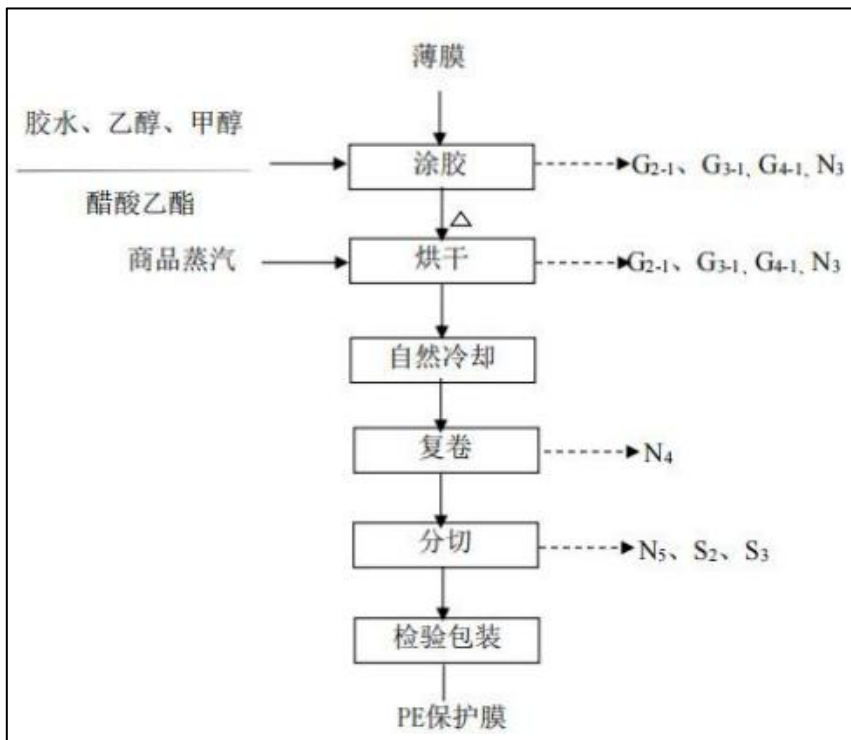 薄膜
胶水、乙醇、甲醇
涂胶
G2-1、G3-1, G4-1, N3
醋酸乙酯
△
商品蒸汽
烘干
G2-1、G3-1, G4-1, N3
自然冷却
复卷
N4
分切
N5、S2、S3
检验包装
PE保护膜